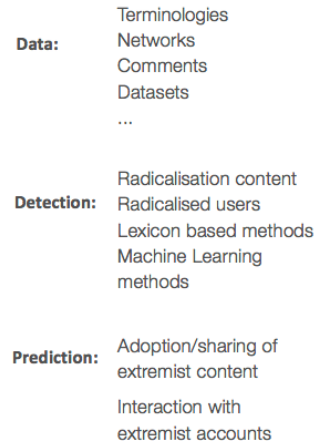 Data:
Terminologies
Networks
Comments
Datasets
...
Detection:
Radicalisation content
Radicalised users
Lexicon based methods
Machine Learning
methods
Prediction:
Adoption/sharing of
extremist content
Interaction with
extremist accounts